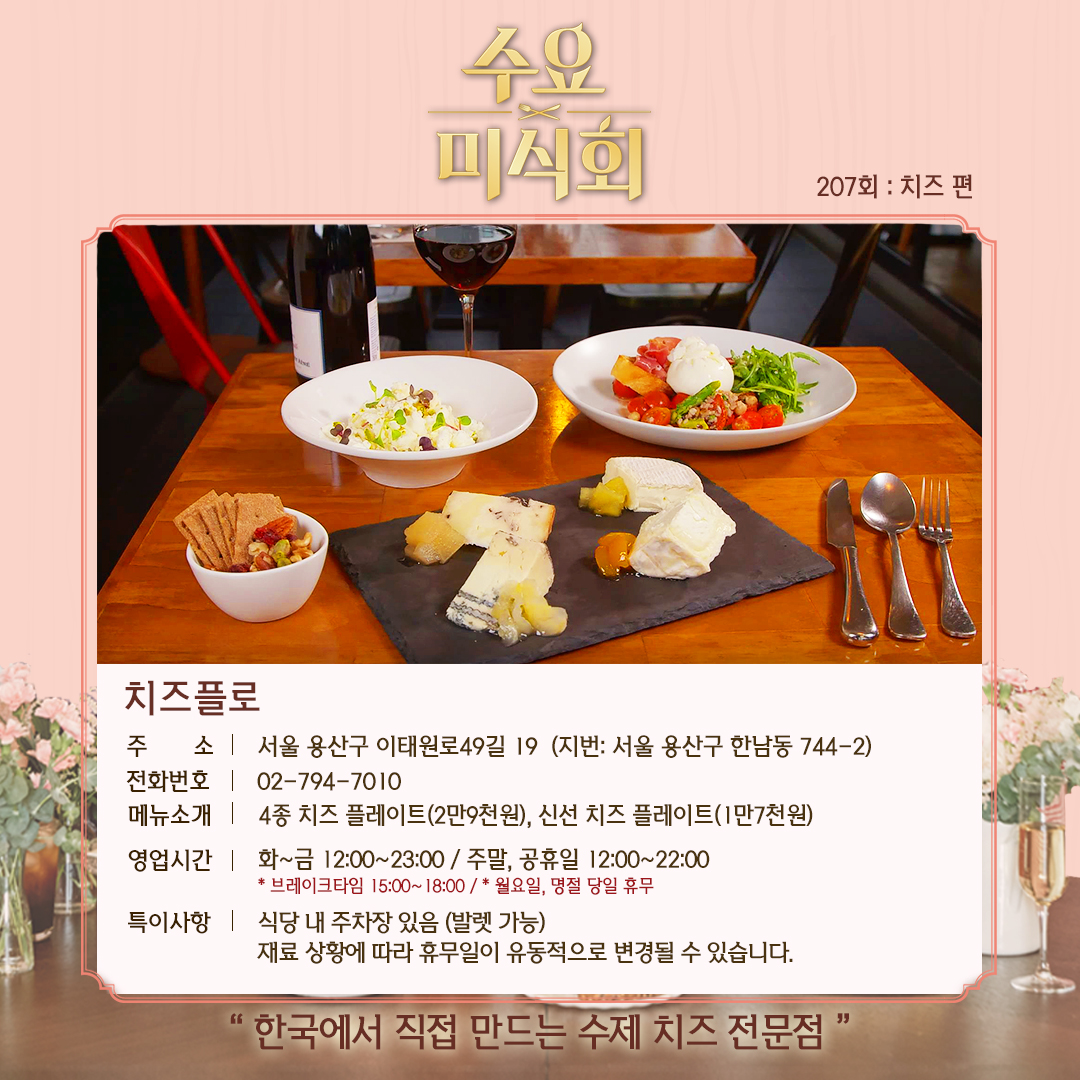 수요
미식회
207회 : 치즈 편
치즈플로
주 소 | 서울 용산구 이태원로49길 19 (지번: 서울 용산구 한남동 744-2)
전화번호 | 02-794-7010
메뉴소개 | 4종 치즈 플레이트(2만9천원), 신선 치즈 플레이트(1만7천원)
영업시간 | 화~금 12:00~23:00 / 주말, 공휴일 12:00~22:00
* 브레이크타임 15:00~18:00 / * 월요일, 명절 당일 휴무
특이사항 | 식당 내 주차장 있음 (발렛 가능)
재료 상황에 따라 휴무일이 유동적으로 변경될 수 있습니다.
“ 한국에서 직접 만드는 수제 치즈 전문점 ”